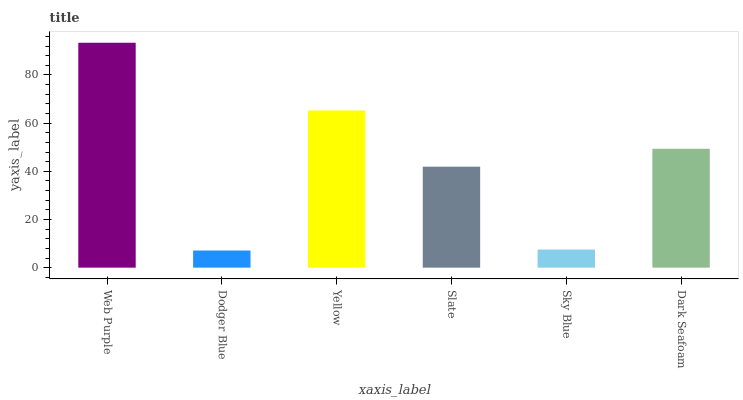 title
80
60
40
20
0
yaxis_label
Web Purple
Dodger Blue
Yellow
Slate
Sky Blue
Dark Seafoam
xaxis_label